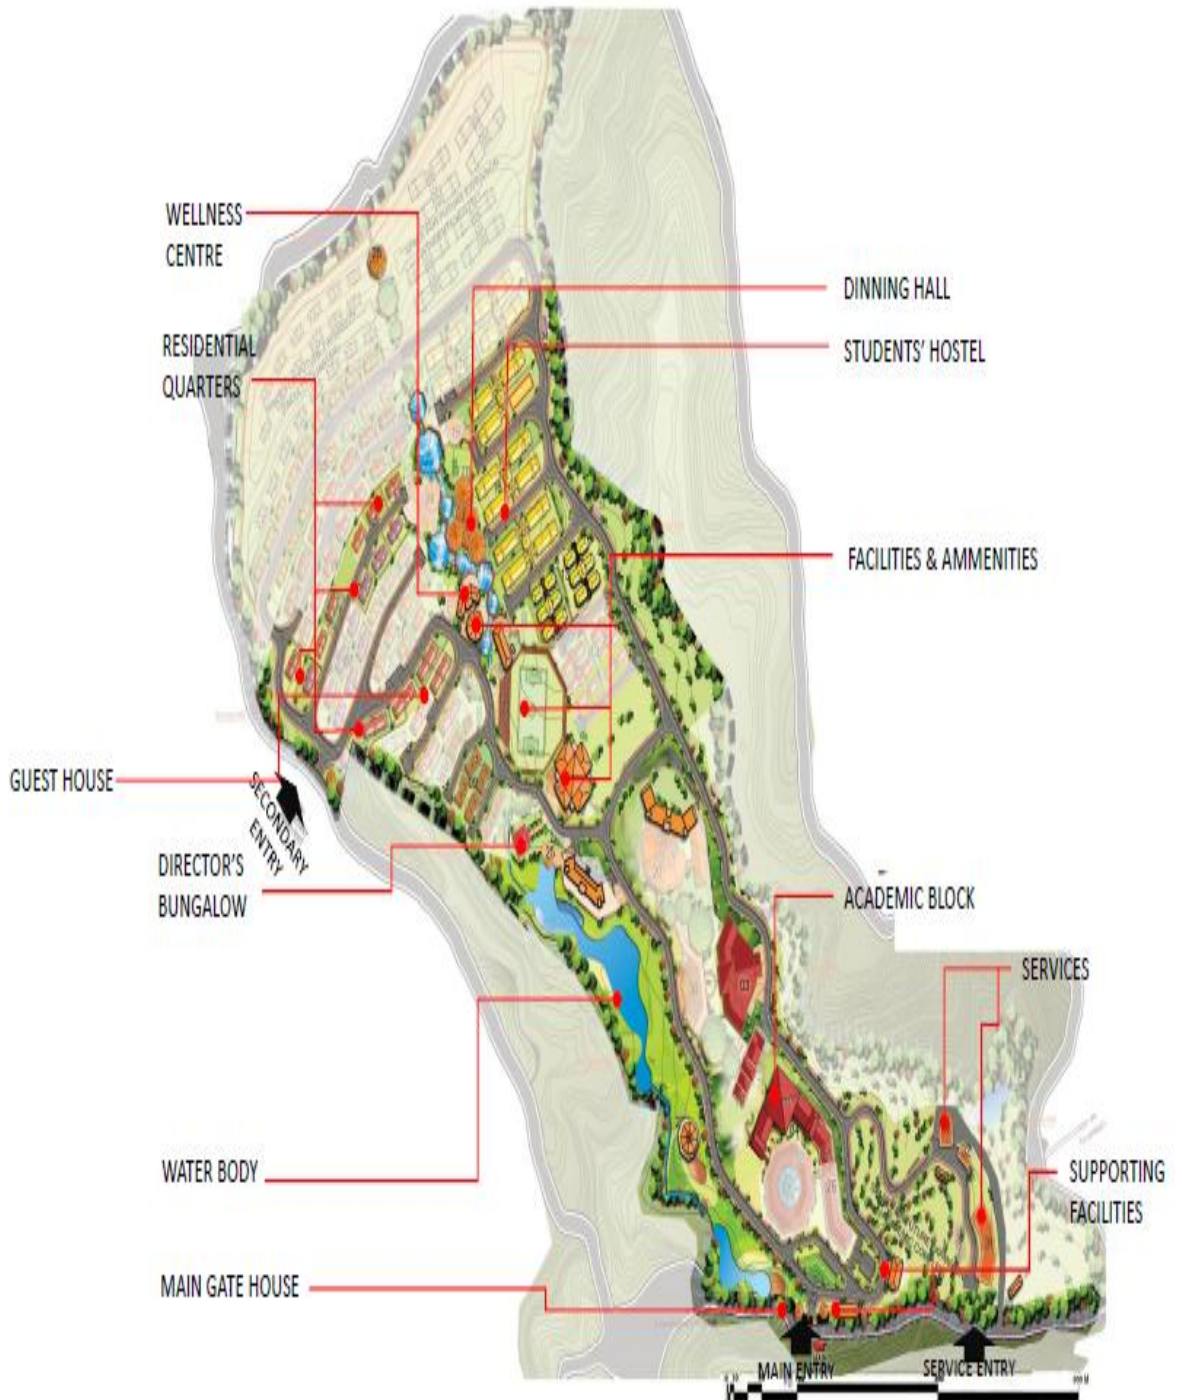 WELLNESS
CENTRE
DINNING HALL
RESIDENTIAL
QUARTERS
STUDENTS' HOSTEL
FACILITIES & AMMENITIES
GUEST HOUSE
SECONDARY
ENTRY
DIRECTOR'S
BUNGALOW
ACADEMIC BLOCK
SERVICES
WATER BODY
SUPPORTING
FACILITIES
MAIN GATE HOUSE
MAIN ENTRY
SERVICE ENTRY